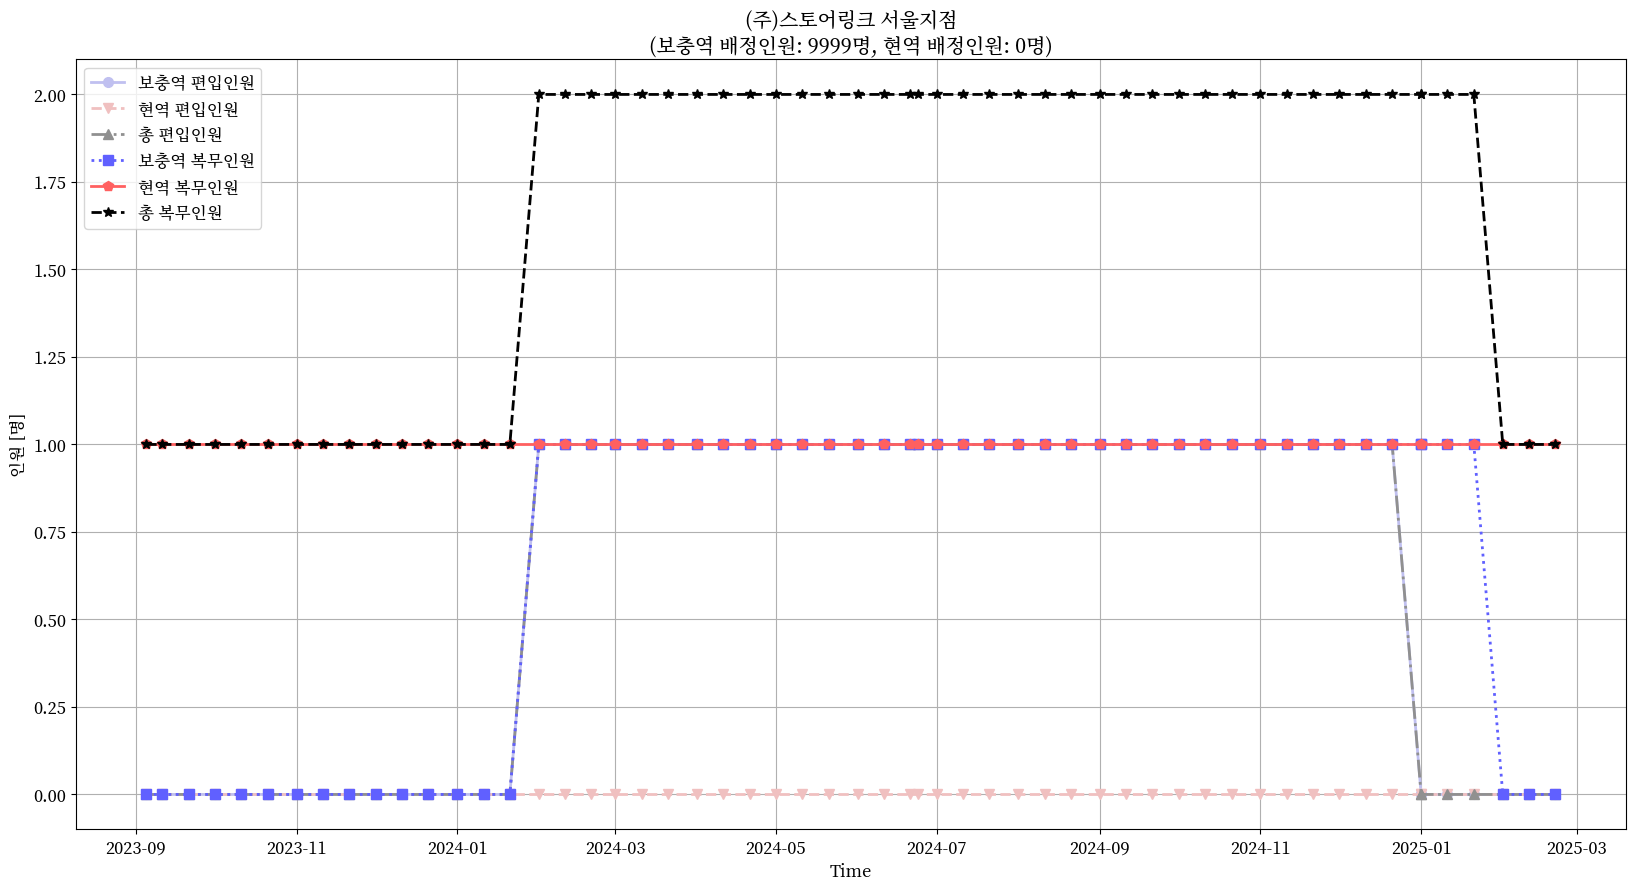 (주)스토어링크 서울지점
(보충역 배정인원: 9999명, 현역 배정인원: 0명)
보충역 편입인원
현역 편입인원
총 편입인원
보충역 복무인원
현역 복무인원
총 복무인원
2.00
1.75
1.50
1.25
1.00
0.75
0.50
0.25
0.00
인원 [명]
2023-09 2023-11 2024-01 2024-03 2024-05 2024-07 2024-09 2024-11 2025-01 2025-03
Time